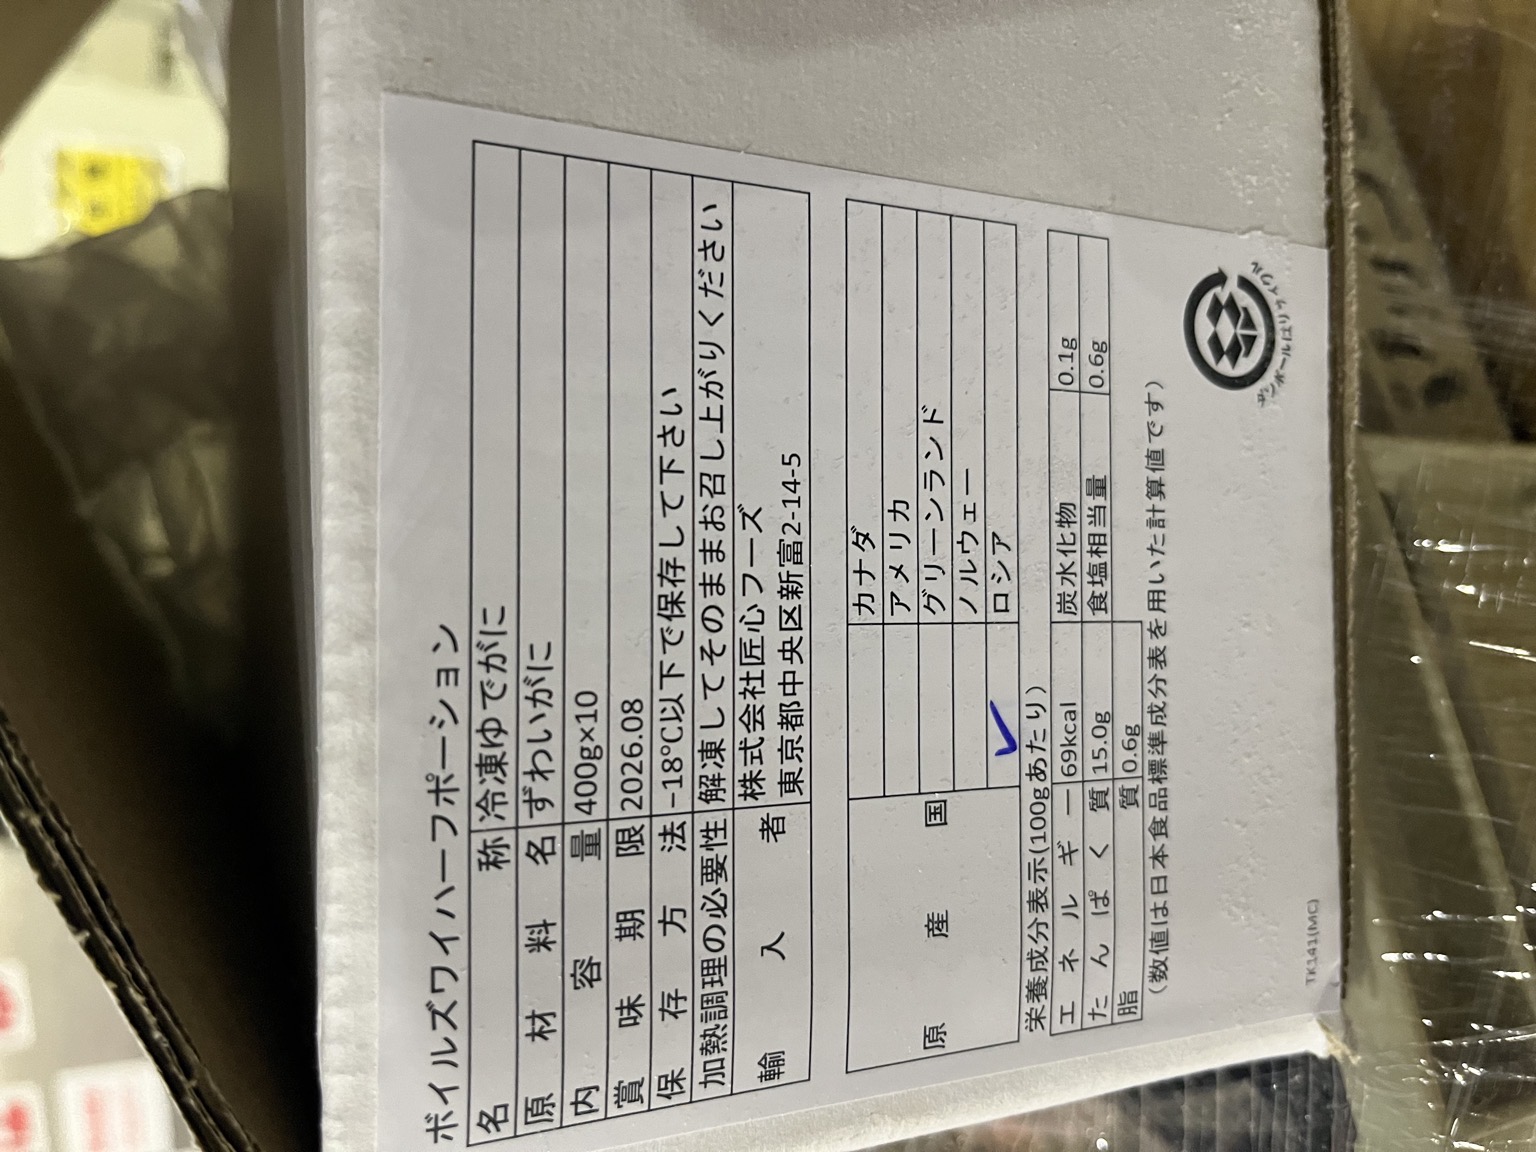 ボイルズワイハーフポーション
名称 冷凍ゆでがに
原材料名 ずわいがに
内容量 400g×10
賞味期限 2026.08
保存方法 -18℃以下で保存して下さい
加熱調理の必要性 解凍してそのままお召し上がりください
輸入者 株式会社匠心フーズ
東京都中央区新富2-14-5
原産国
カナダ
アメリカ
グリーンランド
ノルウェー
✓ ロシア
栄養成分表示(100gあたり)
エネルギー 69kcal 炭水化物 0.1g
たんぱく質 15.0g 食塩相当量 0.6g
脂質 0.6g
(数値は日本食品標準成分表を用いた計算値です)
ダンボールはリサイクル
TK141(MC)